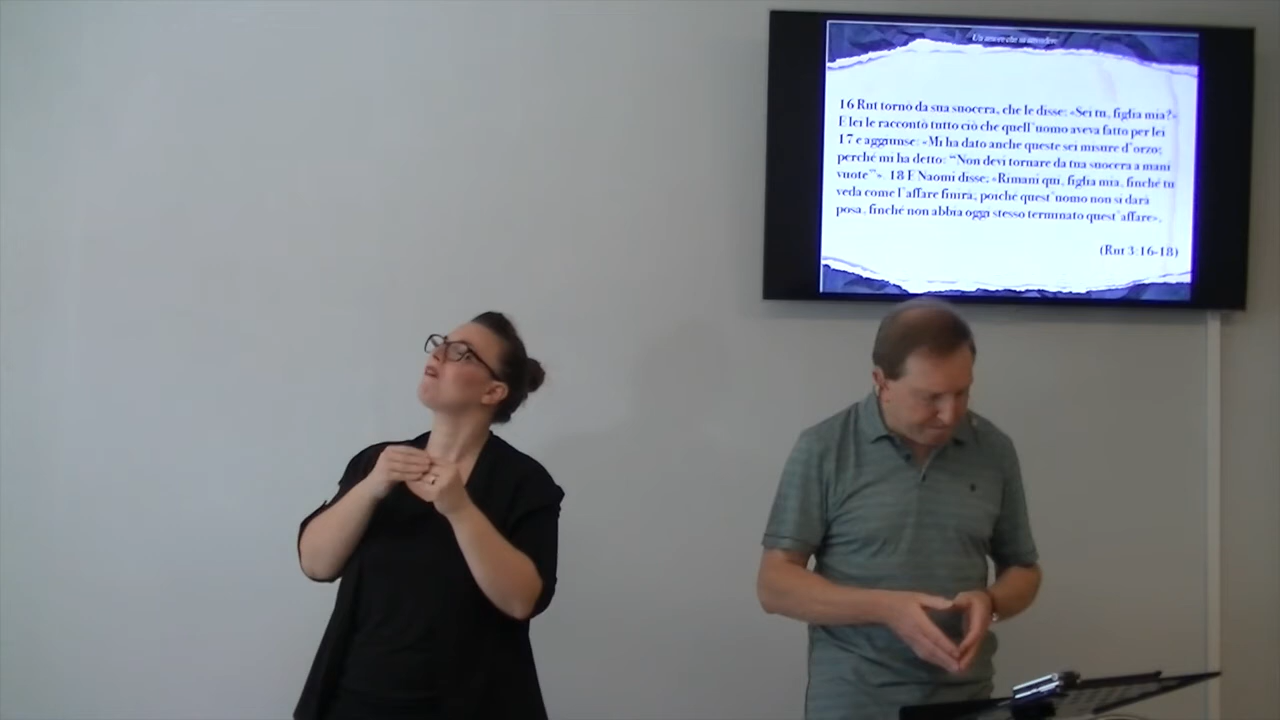 Un amore che si
16 Rut tornò da sua suocera, che le disse: «Sei tu, figlia mia?»
E lei le raccontò tutto ciò che quell'uomo aveva fatto per lei
17 e aggiunse: «Mi ha dato anche queste sei misure d'orzo;
perché mi ha detto: "Non devi tornare da tua suocera a mani
vuote"». 18 E Naomi disse: «Rimani qui, figlia mia, finché tu
veda come l'affare finirà; poiché quest'uomo non si darà
posa, finché non abbia oggi stesso terminato quest'affare».
(Rut 3:16-18)